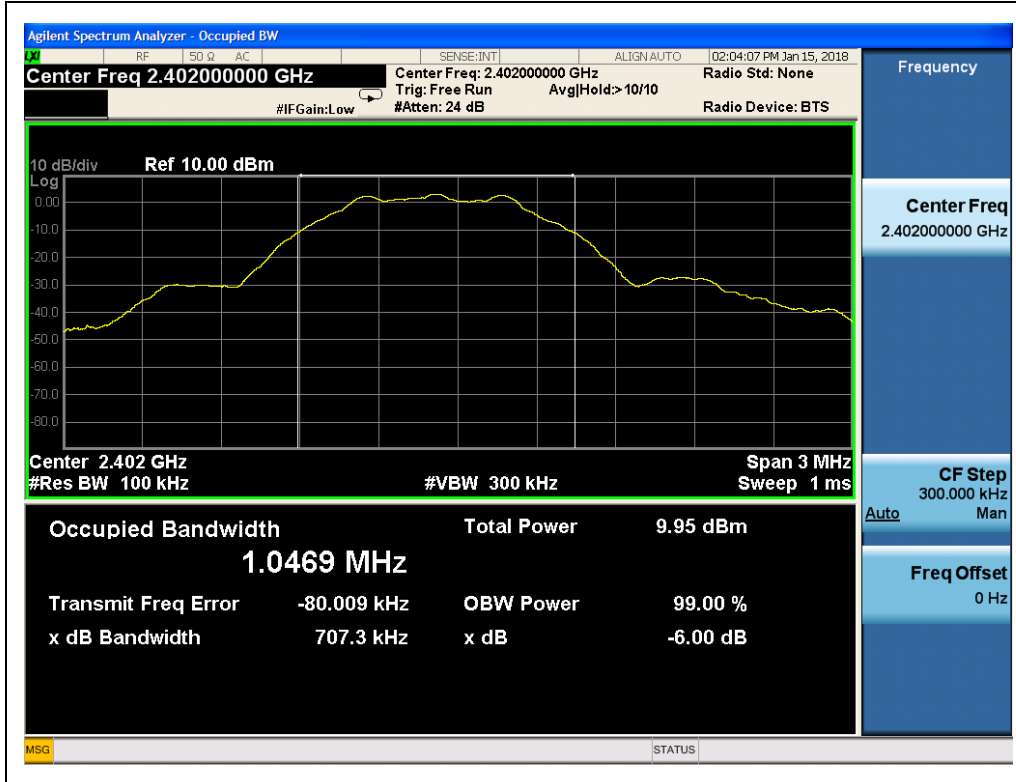 Agilent Spectrum Analyzer - Occupied BW
LXI RF 50 Ω AC SENSE:INT ALIGN AUTO 02:04:07 PM Jan 15, 2018
Center Freq 2.402000000 GHz
Center Freq: 2.402000000 GHz
Radio Std: None
Trig: Free Run Avg|Hold:> 10/10
#IFGain:Low
#Atten: 24 dB
Radio Device: BTS
Frequency
10 dB/div Ref 10.00 dBm
Log
0.00
-10.0
-20.0
-30.0
-40.0
-50.0
-60.0
-70.0
-80.0
Center 2.402 GHz Span 3 MHz
#Res BW 100 kHz #VBW 300 kHz Sweep 1 ms
Occupied Bandwidth Total Power 9.95 dBm
1.0469 MHz
Transmit Freq Error -80.009 kHz OBW Power 99.00 %
x dB Bandwidth 707.3 kHz x dB -6.00 dB
Center Freq
2.402000000 GHz
CF Step
300.000 kHz
Auto Man
Freq Offset
0 Hz
MSG STATUS